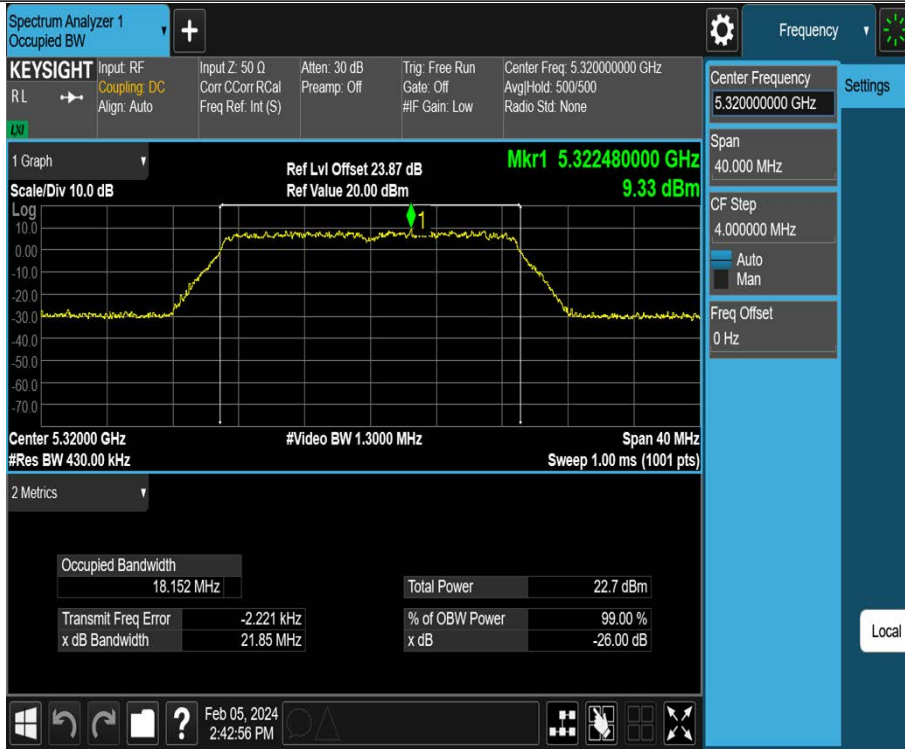 Spectrum Analyzer 1
Occupied BW
+
Frequency
KEYSIGHT
R L
LXI
Input: RF
Coupling: DC
Align: Auto
Input Z: 50 Ω
Corr CCorr RCal
Freq Ref: Int (S)
Atten: 30 dB
Preamp: Off
Trig: Free Run
Gate: Off
#IF Gain: Low
Center Freq: 5.320000000 GHz
Avg|Hold: 500/500
Radio Std: None
Center Frequency
5.320000000 GHz
Settings
Span
40.000 MHz
CF Step
4.000000 MHz
Auto
Man
Freq Offset
0 Hz
Local
1 Graph
Scale/Div 10.0 dB
Ref Lvl Offset 23.87 dB
Ref Value 20.00 dBm
Mkr1 5.322480000 GHz
9.33 dBm
Log
1
10.0
0.00
-10.0
-20.0
-30.0
-40.0
-50.0
-60.0
-70.0
Center 5.32000 GHz
#Res BW 430.00 kHz
#Video BW 1.3000 MHz
Span 40 MHz
Sweep 1.00 ms (1001 pts)
2 Metrics
Occupied Bandwidth
18.152 MHz
Total Power 22.7 dBm
Transmit Freq Error -2.221 kHz
% of OBW Power 99.00 %
x dB Bandwidth 21.85 MHz
x dB -26.00 dB
?
Feb 05, 2024
2:42:56 PM